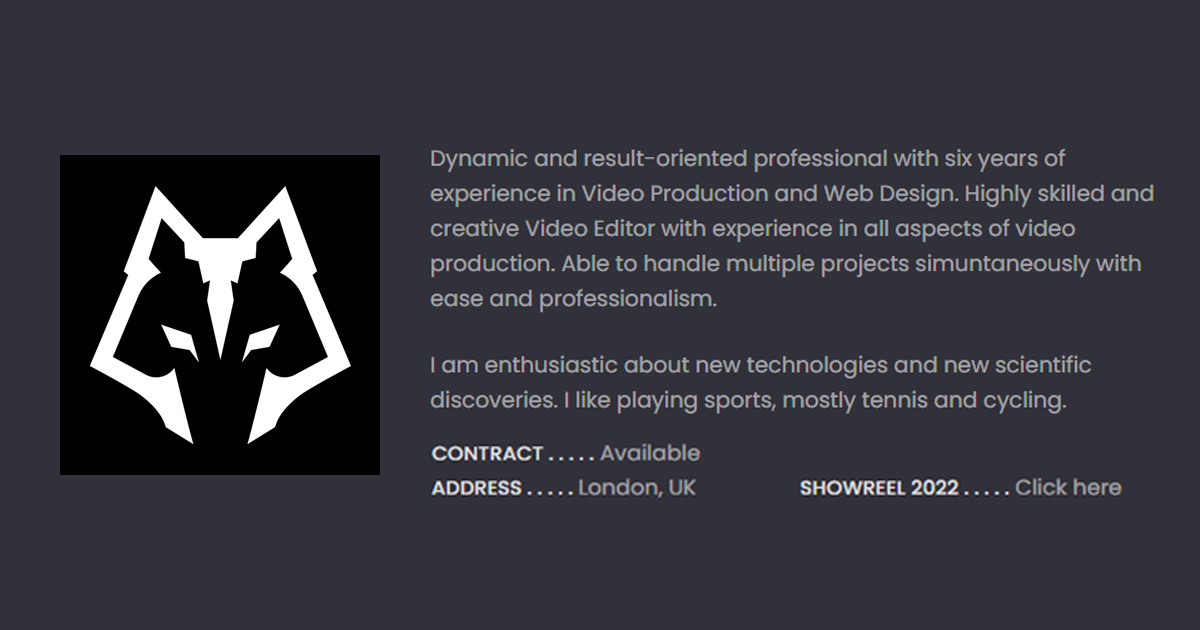 Dynamic and result-oriented professional with six years of
experience in Video Production and Web Design. Highly skilled and
creative Video Editor with experience in all aspects of video
production. Able to handle multiple projects simuntaneously with
ease and professionalism.
I am enthusiastic about new technologies and new scientific
discoveries. I like playing sports, mostly tennis and cycling.
CONTRACT ..... Available
ADDRESS ..... London, UK
SHOWREEL 2022 ..... Click here